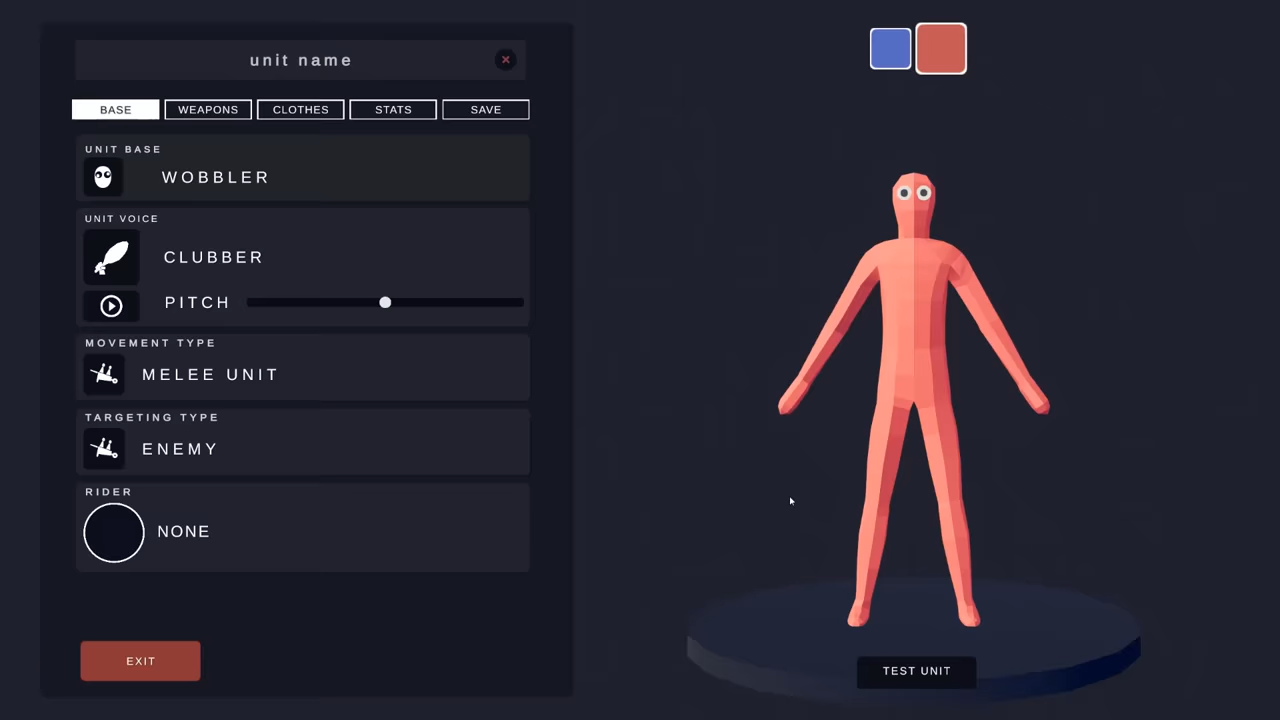 unit name
BASE WEAPONS CLOTHES STATS SAVE
UNIT BASE
WOBBLER
UNIT VOICE
CLUBBER
PITCH
MOVEMENT TYPE
MELEE UNIT
TARGETING TYPE
ENEMY
RIDER
NONE
EXIT
TEST UNIT